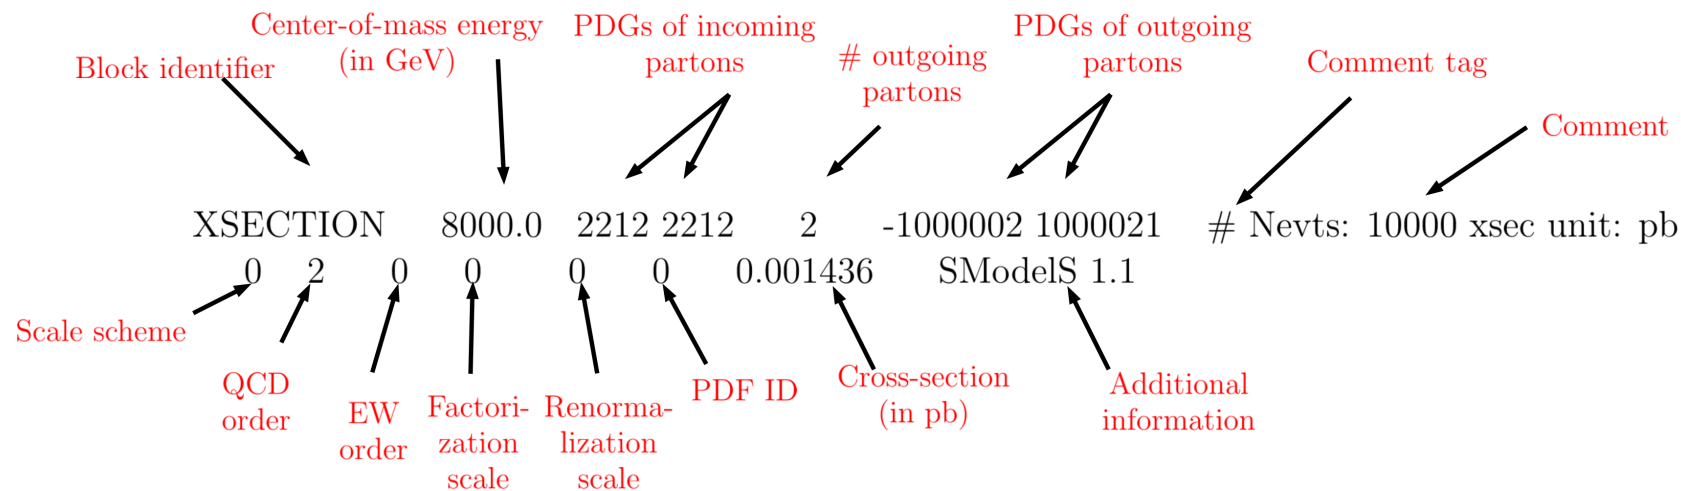 Center-of-mass energy
(in GeV)
PDGs of incoming
partons
PDGs of outgoing
partons
# outgoing
partons
Block identifier
Comment tag
Comment
XSECTION 8000.0 2212 2212 2 -1000002 1000021 # Nevts: 10000 xsec unit: pb
0 2 0 0 0 0 0.001436 SModelS 1.1
Scale scheme
QCD
order
EW
order
Factori-
zation
scale
Renorma-
lization
scale
PDF ID
Cross-section
(in pb)
Additional
information